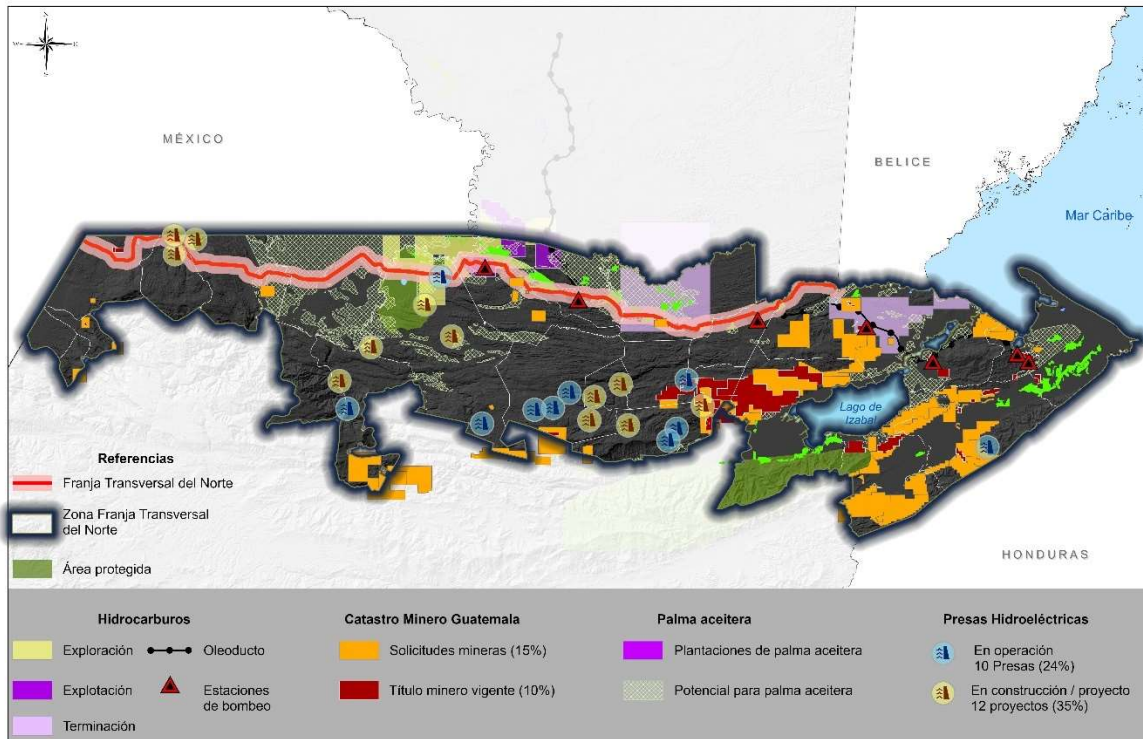 N
W
E
S
MÉXICO
BELICE
Mar Caribe
Lago de
Izabal
HONDURAS
Referencias
Franja Transversal del Norte
Zona Franja Transversal
del Norte
Área protegida
Hidrocarburos
Exploración
Oleoducto
Explotación
Estaciones
de bombeo
Terminación
Catastro Minero Guatemala
Solicitudes mineras (15%)
Título minero vigente (10%)
Palma aceitera
Plantaciones de palma aceitera
Potencial para palma aceitera
Presas Hidroeléctricas
En operación
10 Presas (24%)
En construcción / proyecto
12 proyectos (35%)